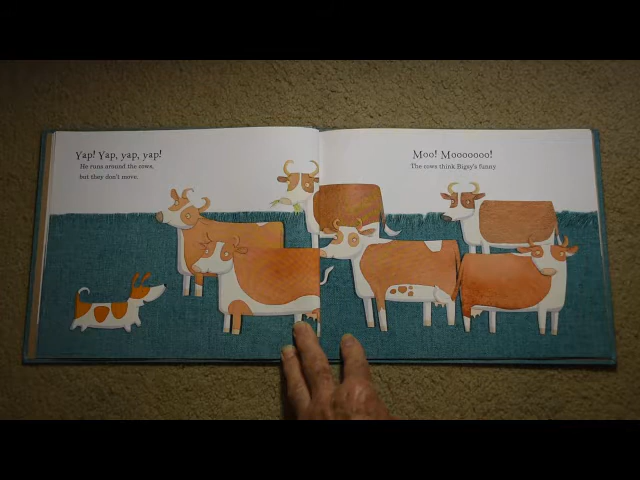 Yap! Yap, yap, yap!
He runs around the cows,
but they don't move.
Moo! Mooooooo!
The cows think Bigsy's funny